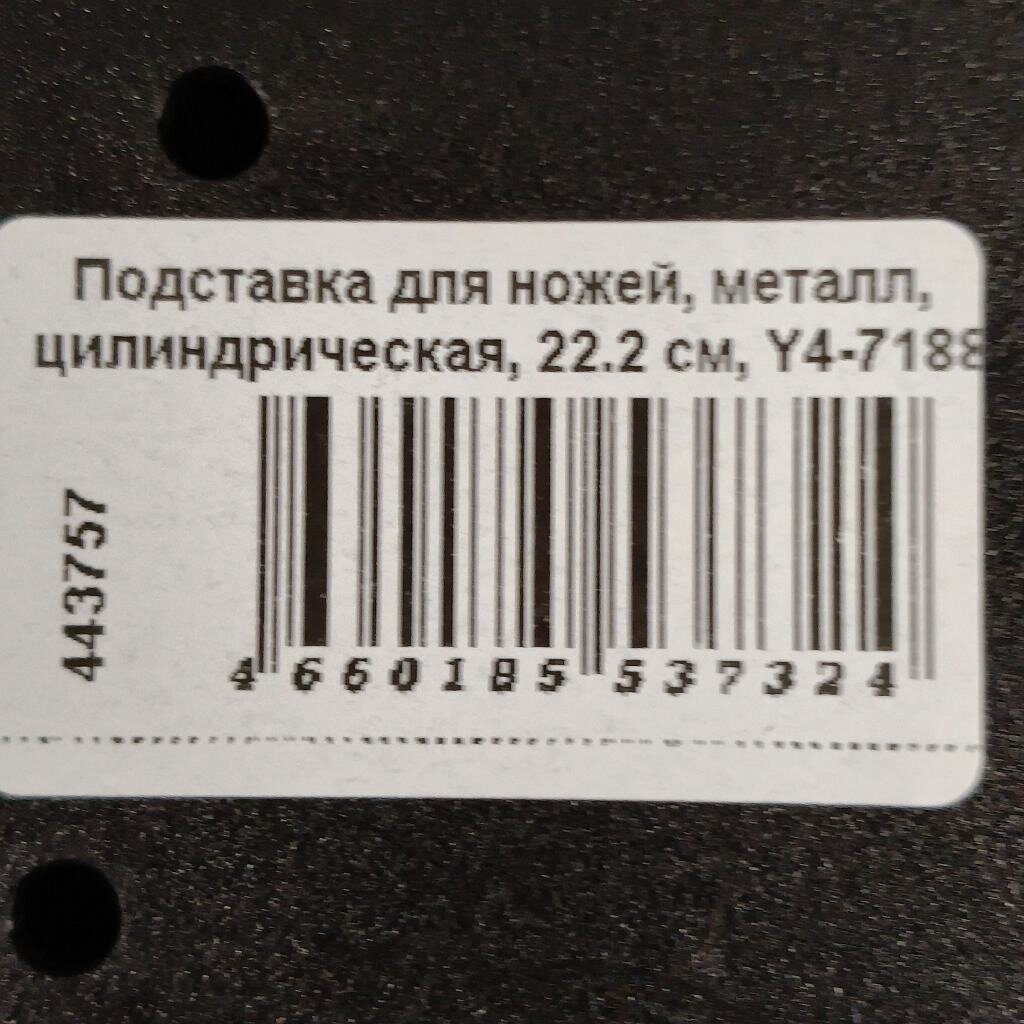 Подставка для ножей, металл,
цилиндрическая, 22.2 см, Y4-7188
443757
4 660185 537324